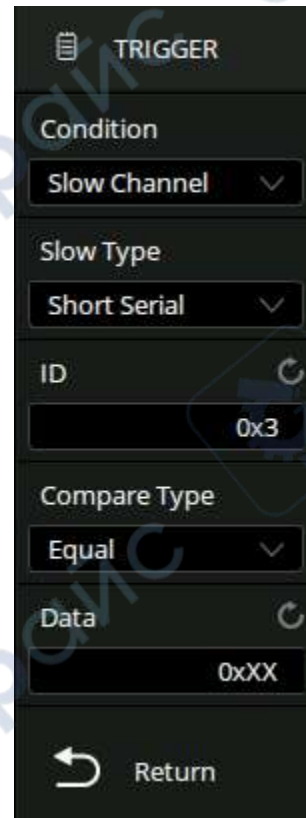 TRIGGER
Condition
Slow Channel
Slow Type
Short Serial
ID
0x3
Compare Type
Equal
Data
0xXX
Return